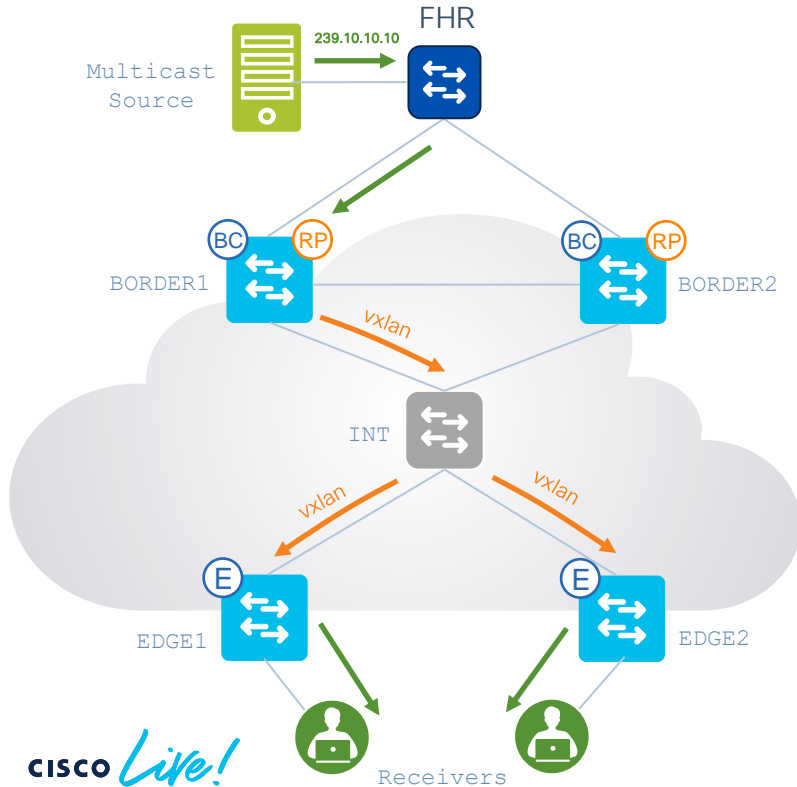 FHR
239.10.10.10
Multicast
Source
BC
RP
BC
RP
BORDER1
BORDER2
vxlan
INT
vxlan
vxlan
E
E
EDGE1
EDGE2
Receivers
CISCO Live!